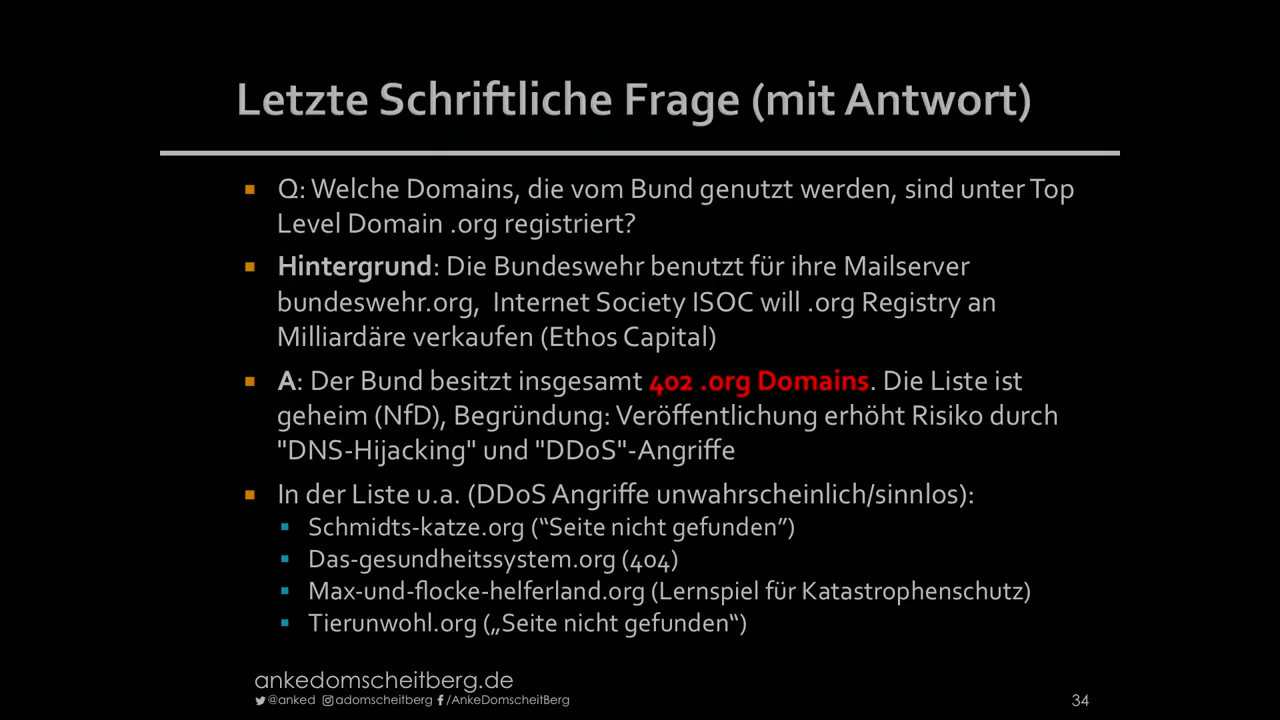 Letzte Schriftliche Frage (mit Antwort)
Q: Welche Domains, die vom Bund genutzt werden, sind unter Top
Level Domain .org registriert?
Hintergrund: Die Bundeswehr benutzt für ihre Mailserver
bundeswehr.org, Internet Society ISOC will .org Registry an
Milliardäre verkaufen (Ethos Capital)
A: Der Bund besitzt insgesamt 402 .org Domains. Die Liste ist
geheim (NfD), Begründung: Veröffentlichung erhöht Risiko durch
"DNS-Hijacking" und "DDoS"-Angriffe
In der Liste u.a. (DDoS Angriffe unwahrscheinlich/sinnlos):
Schmidts-katze.org (“Seite nicht gefunden”)
Das-gesundheitssystem.org (404)
Max-und-flocke-helferland.org (Lernspiel für Katastrophenschutz)
Tierunwohl.org („Seite nicht gefunden“)
ankedomscheitberg.de
@anked adomscheitberg /AnkeDomscheitBerg
34